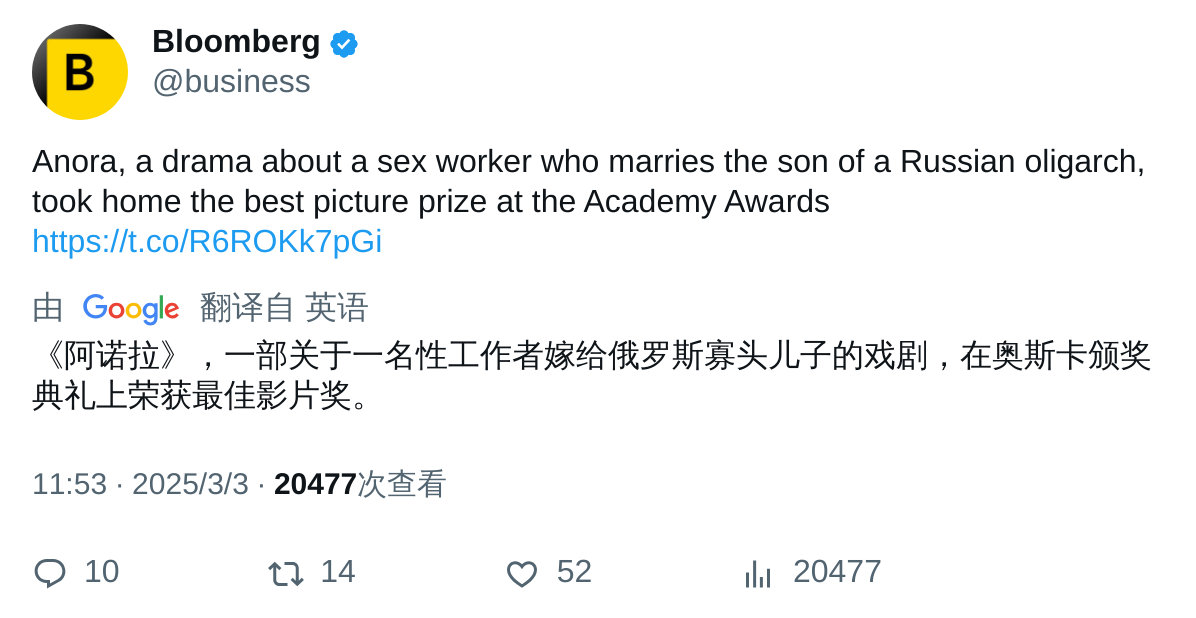 B
Bloomberg
@business
Anora, a drama about a sex worker who marries the son of a Russian oligarch,
took home the best picture prize at the Academy Awards
https://t.co/R6ROKk7pGi
由 Google 翻译自 英语
《阿诺拉》，一部关于一名性工作者嫁给俄罗斯寡头儿子的戏剧，在奥斯卡颁奖
典礼上荣获最佳影片奖。
11:53 · 2025/3/3 · 20477次查看
10 14 52 20477